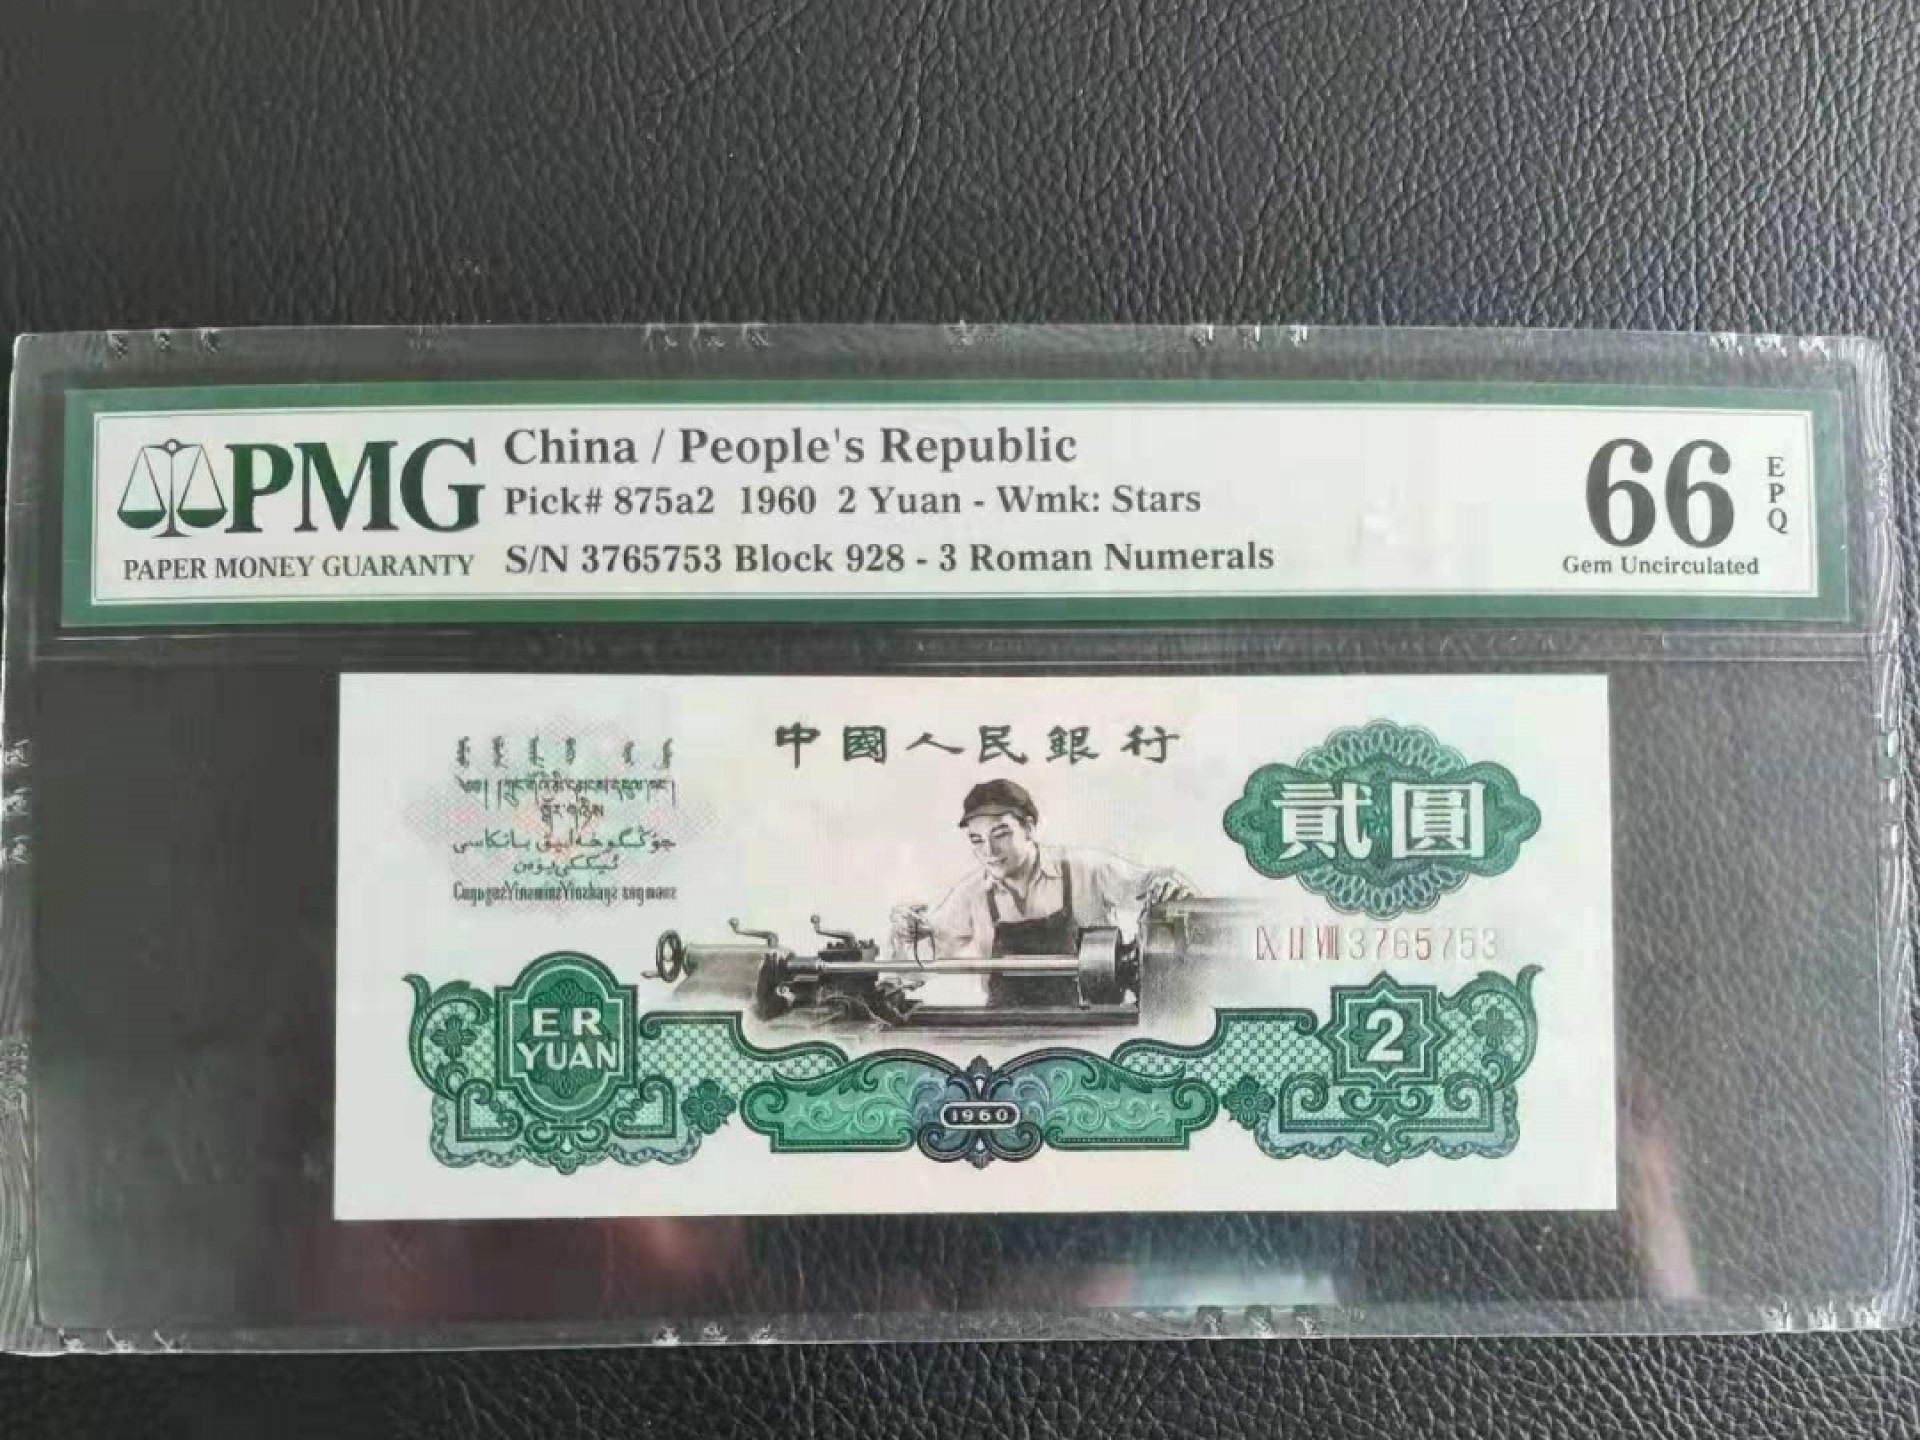 PMG
PAPER MONEY GUARANTY
China / People's Republic
Pick# 875a2 1960 2 Yuan - Wmk: Stars
S/N 3765753 Block 928 - 3 Roman Numerals
66
EPQ
Gem Uncirculated
中國人民銀行
貳圓
IX II VIII 3765753
ER
YUAN
1960
2